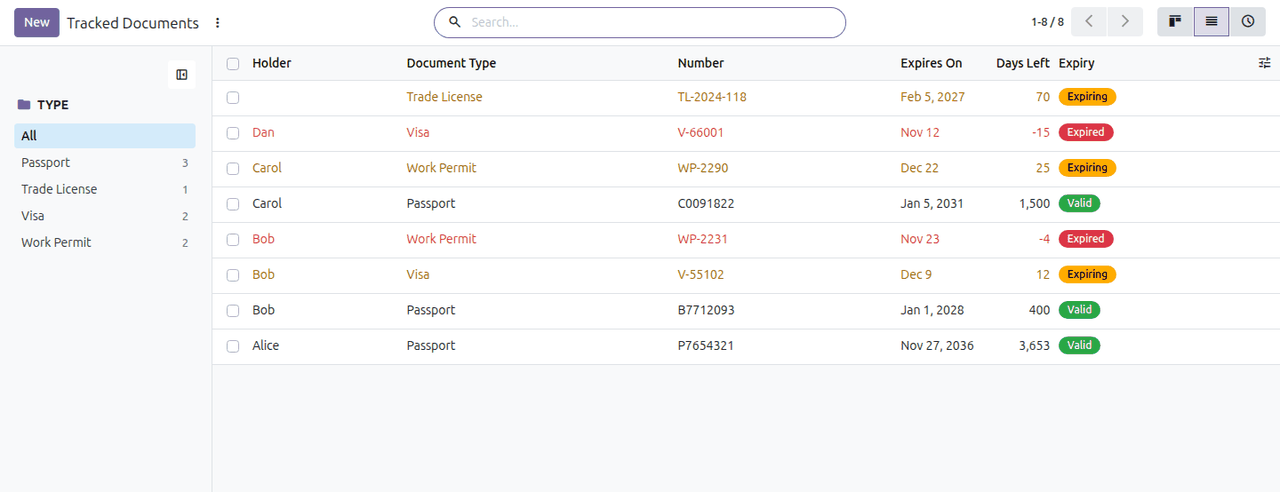 New Tracked Documents Search... 1-8 / 8
TYPE
All
Passport 3
Trade License 1
Visa 2
Work Permit 2
Holder Document Type Number Expires On Days Left Expiry
Trade License TL-2024-118 Feb 5, 2027 70 Expiring
Dan Visa V-66001 Nov 12 -15 Expired
Carol Work Permit WP-2290 Dec 22 25 Expiring
Carol Passport C0091822 Jan 5, 2031 1,500 Valid
Bob Work Permit WP-2231 Nov 23 -4 Expired
Bob Visa V-55102 Dec 9 12 Expiring
Bob Passport B7712093 Jan 1, 2028 400 Valid
Alice Passport P7654321 Nov 27, 2036 3,653 Valid